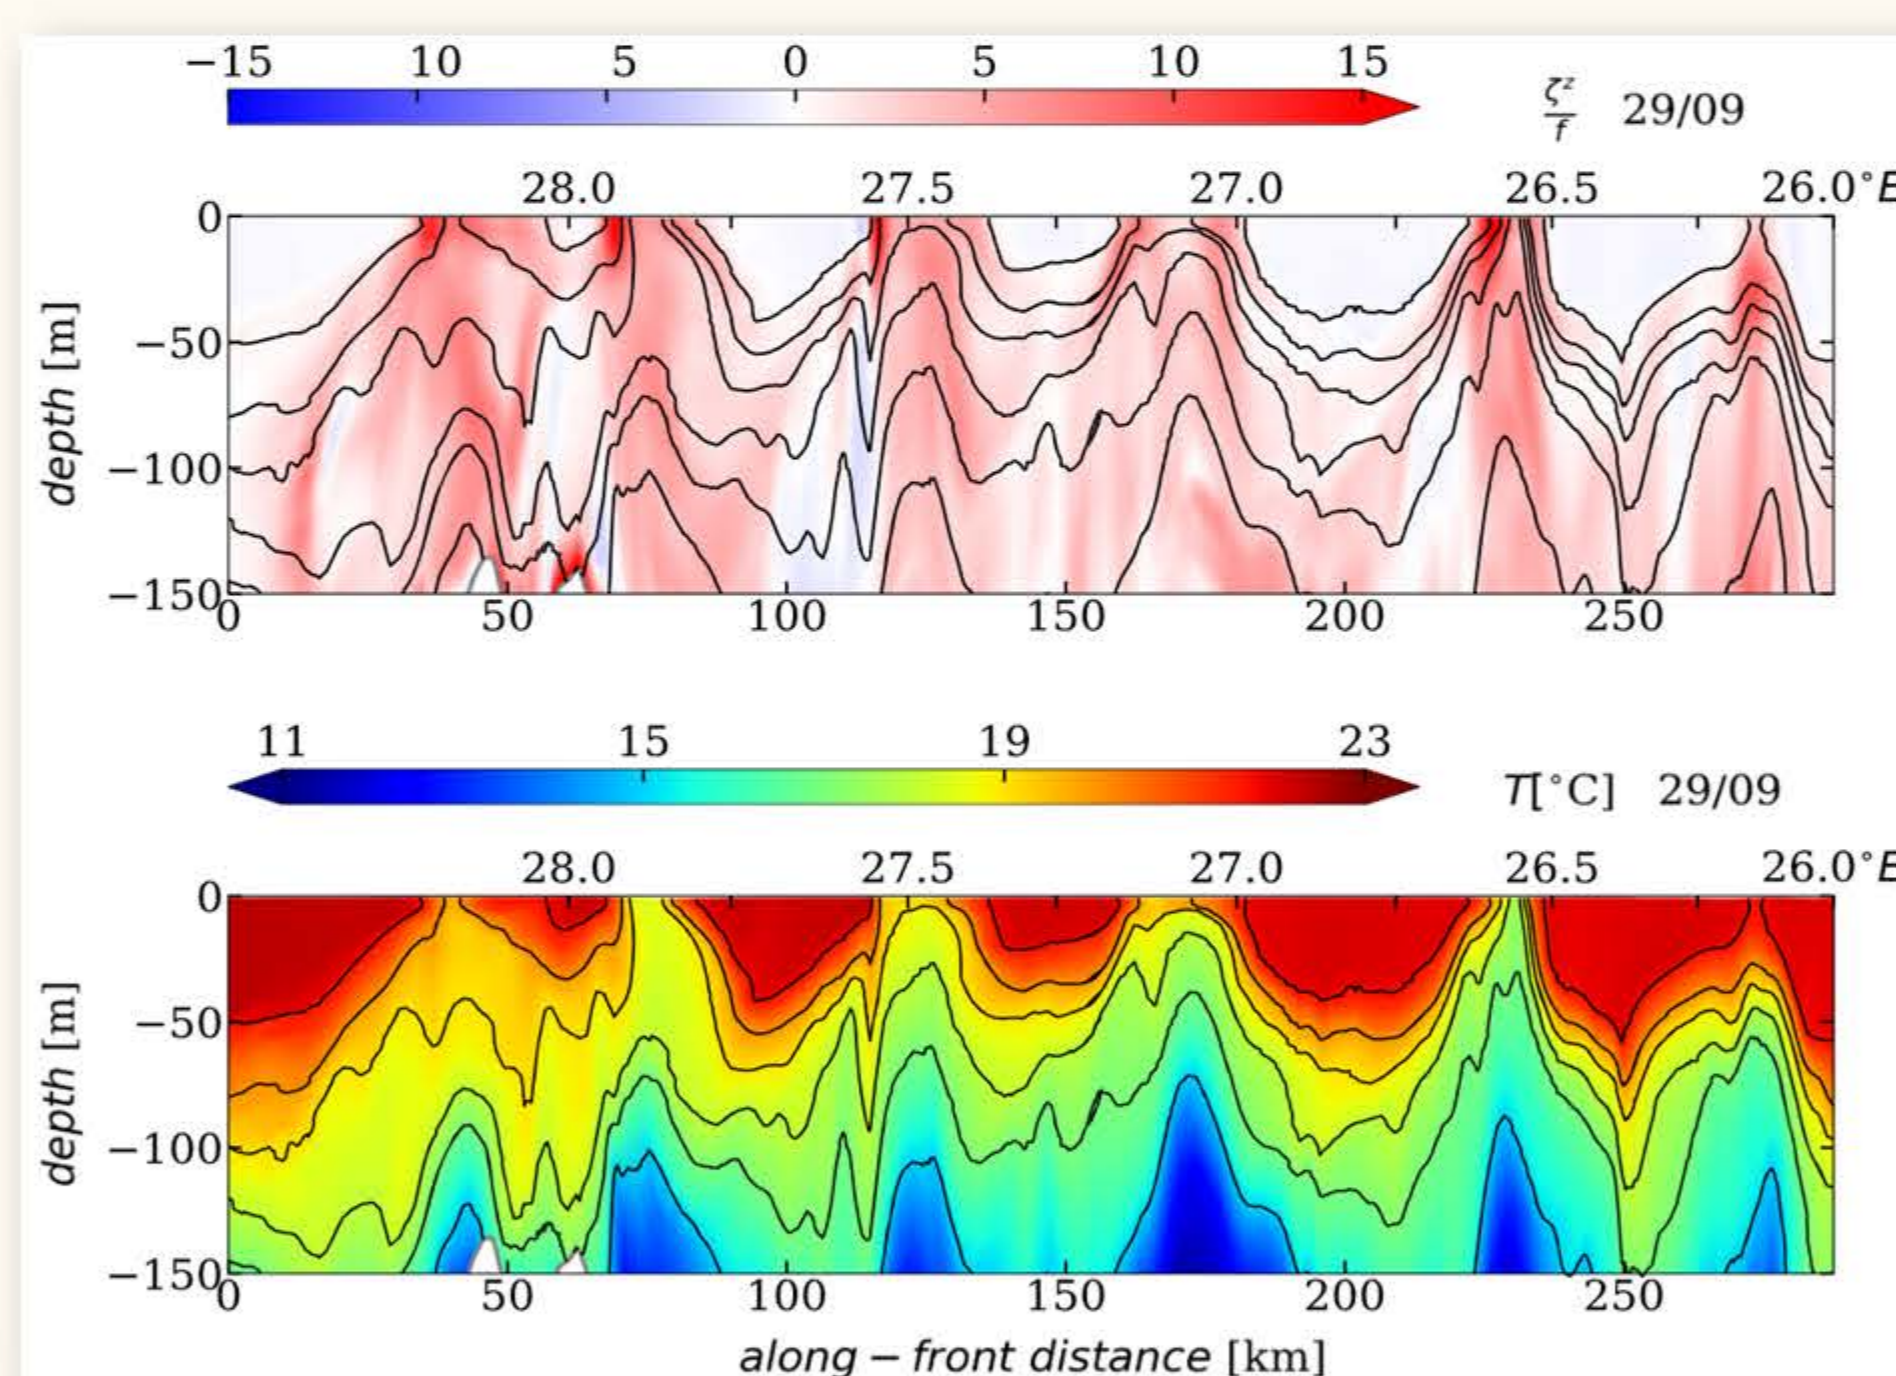 −15 10 5 0 5 10 15
ζᶻ/f 29/09
28.0 27.5 27.0 26.5 26.0°E
0
−50
−100
−150
depth [m]
0 50 100 150 200 250
11 15 19 23
T[°C] 29/09
28.0 27.5 27.0 26.5 26.0°E
0
−50
−100
−150
depth [m]
0 50 100 150 200 250
along − front distance [km]